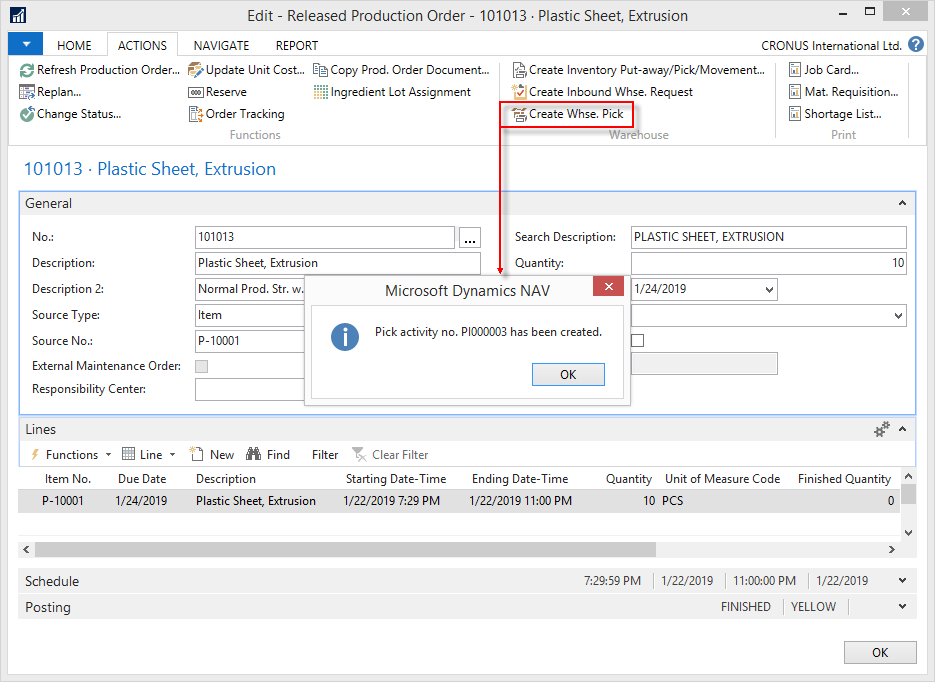 Edit - Released Production Order - 101013 · Plastic Sheet, Extrusion
HOME ACTIONS NAVIGATE REPORT CRONUS International Ltd. ?
Refresh Production Order... Update Unit Cost... Copy Prod. Order Document... Create Inventory Put-away/Pick/Movement... Job Card...
Replan... Reserve Ingredient Lot Assignment Create Inbound Whse. Request Mat. Requisition...
Change Status... Order Tracking Create Whse. Pick Shortage List...
Functions Warehouse Print
101013 · Plastic Sheet, Extrusion
General
No.: 101013 ... Search Description: PLASTIC SHEET, EXTRUSION
Description: Plastic Sheet, Extrusion Quantity: 10
Description 2: Normal Prod. Str. w. 1/24/2019
Source Type: Item
Source No.: P-10001
External Maintenance Order:
Responsibility Center:
Microsoft Dynamics NAV
Pick activity no. PI000003 has been created.
OK
Lines
Functions Line New Find Filter Clear Filter
Item No. Due Date Description Starting Date-Time Ending Date-Time Quantity Unit of Measure Code Finished Quantity
P-10001 1/24/2019 Plastic Sheet, Extrusion 1/22/2019 7:29 PM 1/22/2019 11:00 PM 10 PCS 0
Schedule 7:29:59 PM 1/22/2019 11:00:00 PM 1/22/2019
Posting FINISHED YELLOW
OK